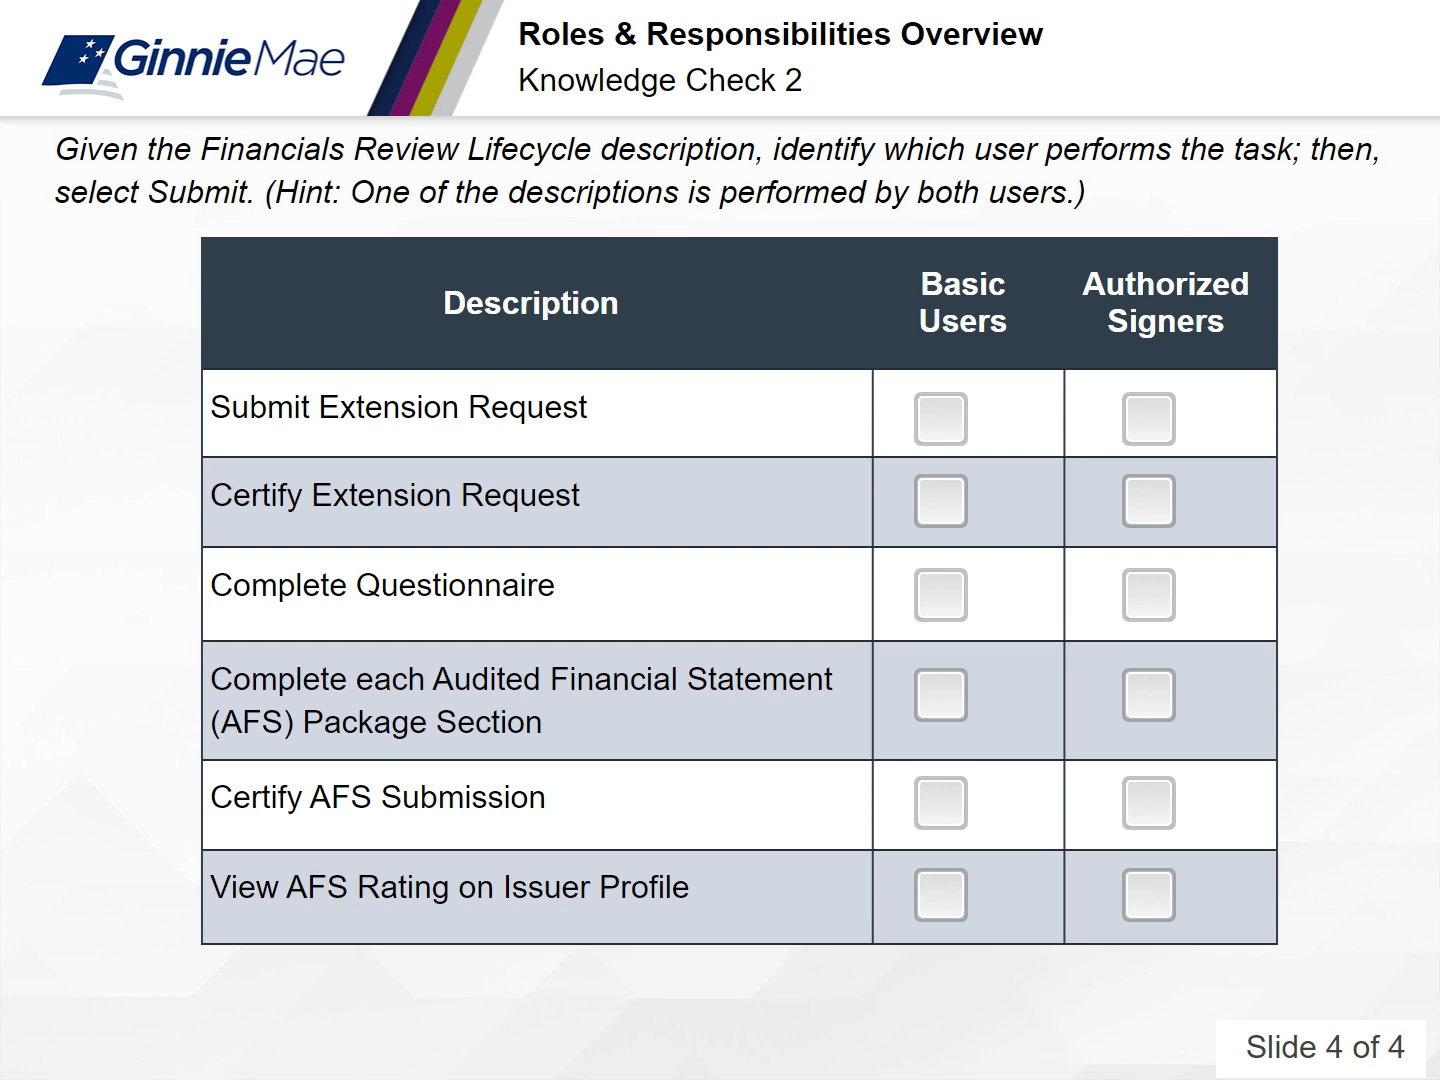 GinnieMae
Roles & Responsibilities Overview
Knowledge Check 2
Given the Financials Review Lifecycle description, identify which user performs the task; then,
select Submit. (Hint: One of the descriptions is performed by both users.)
Description
Basic
Users
Authorized
Signers
Submit Extension Request
Certify Extension Request
Complete Questionnaire
Complete each Audited Financial Statement
(AFS) Package Section
Certify AFS Submission
View AFS Rating on Issuer Profile
Slide 4 of 4